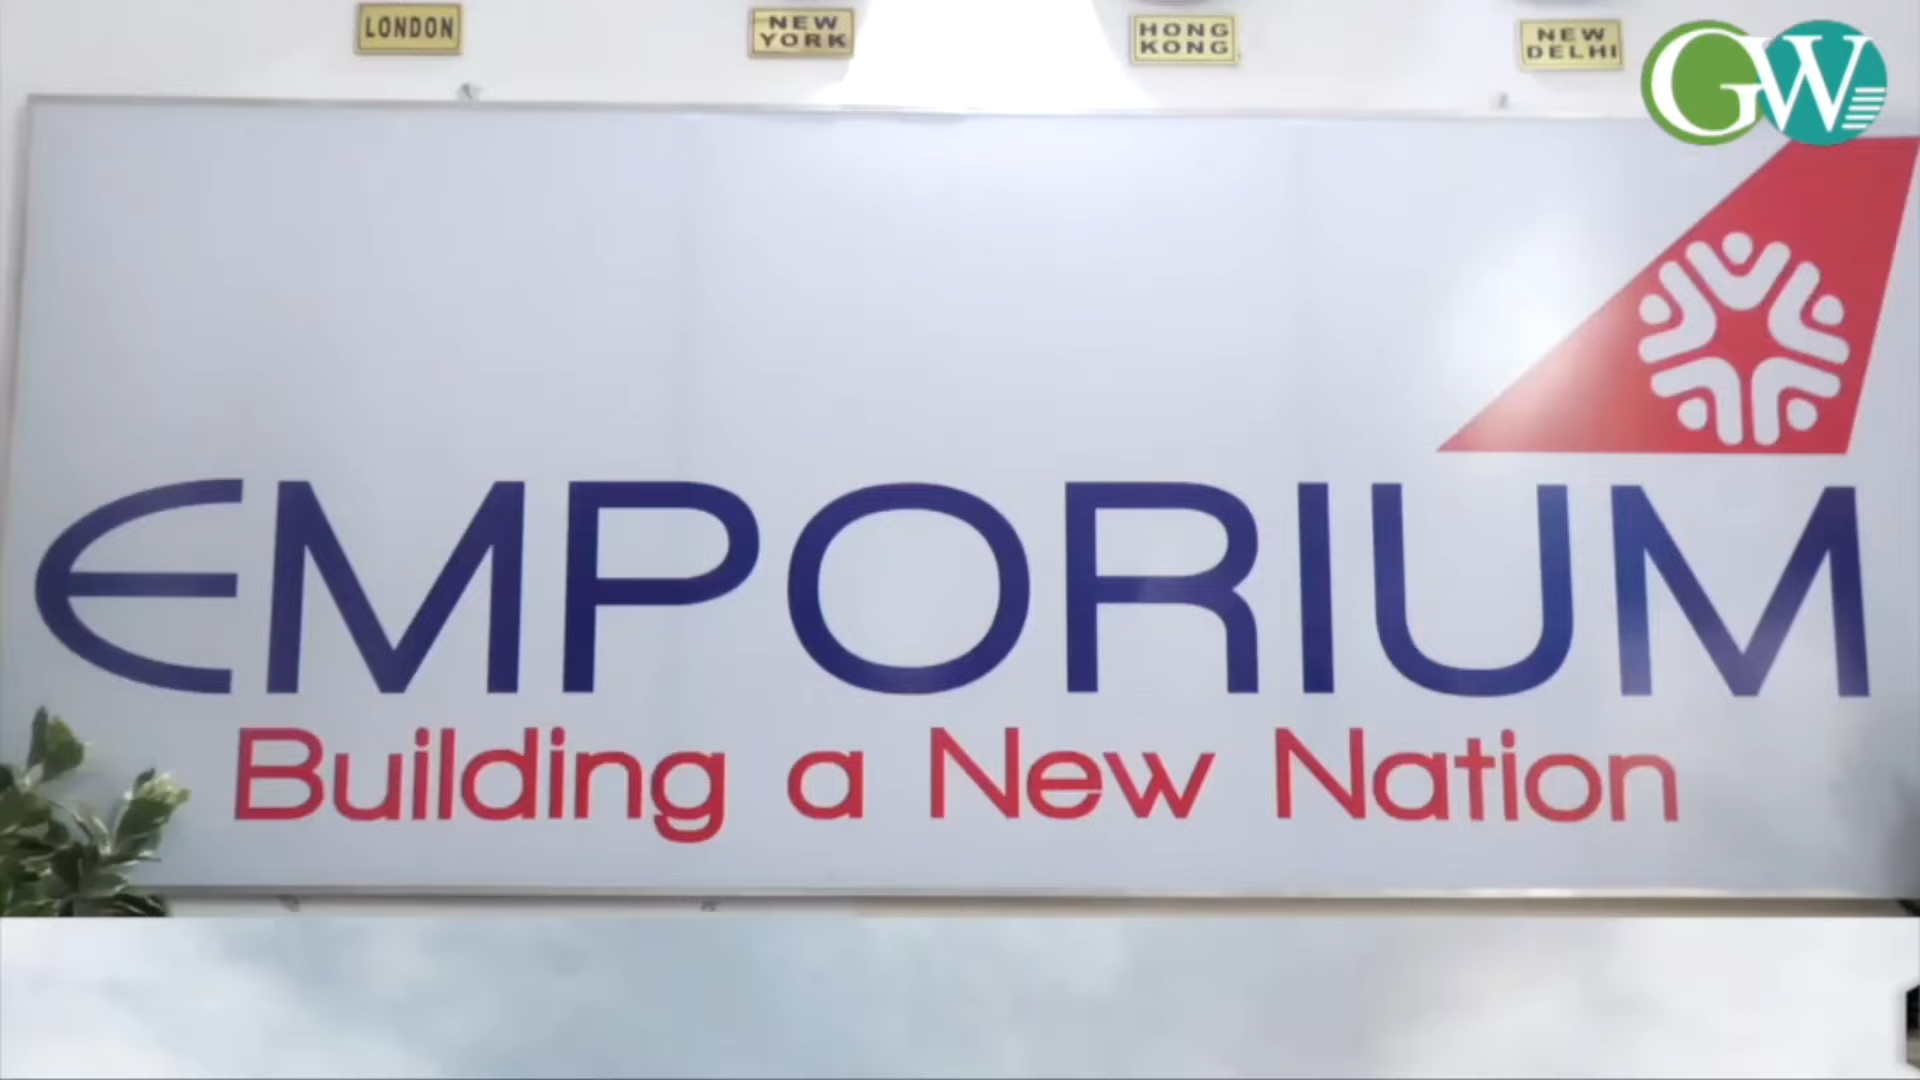 LONDON
NEW YORK
HONG KONG
NEW DELHI
GW
EMPORIUM
Building a New Nation